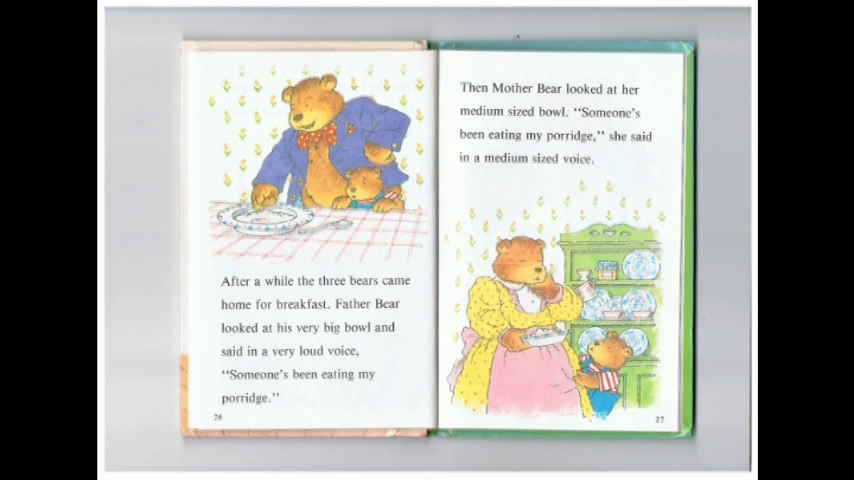 After a while the three bears came
home for breakfast. Father Bear
looked at his very big bowl and
said in a very loud voice,
“Someone’s been eating my
porridge.”
26
Then Mother Bear looked at her
medium sized bowl. “Someone’s
been eating my porridge,” she said
in a medium sized voice.
27